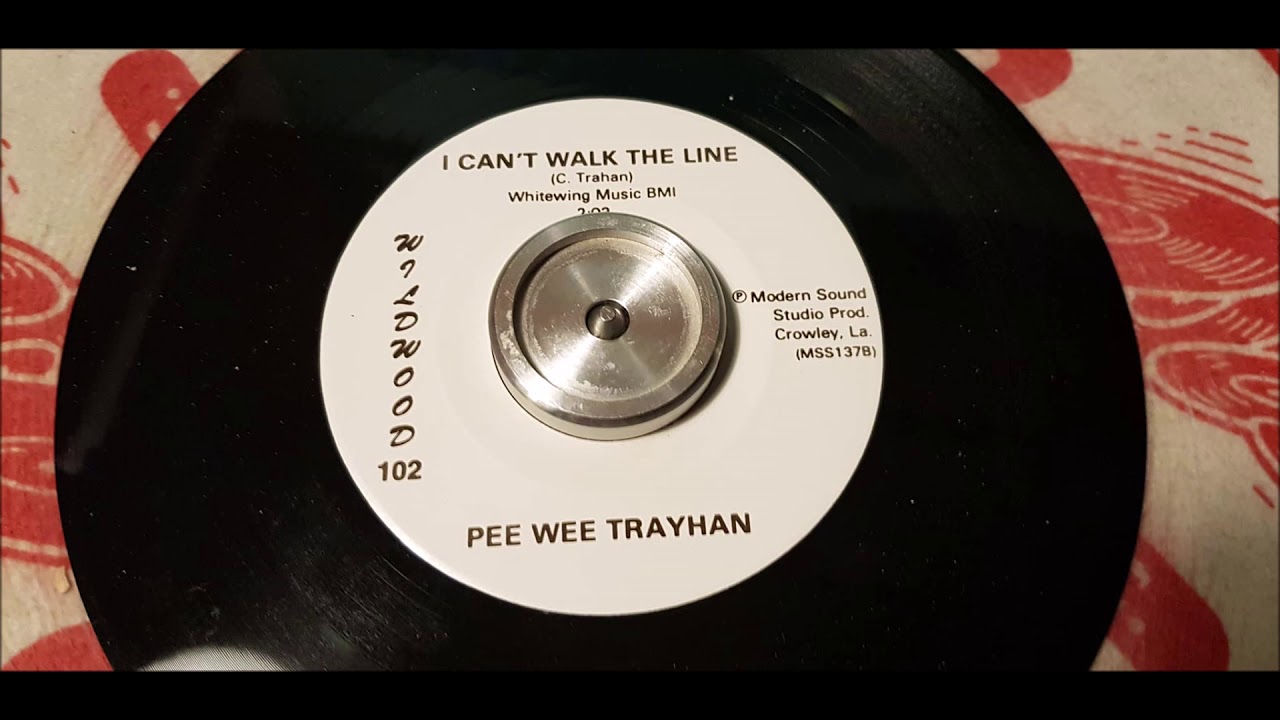 I CAN'T WALK THE LINE
(C. Trahan)
Whitewing Music BMI
WILDWOOD
102
℗ Modern Sound
Studio Prod.
Crowley, La.
(MSS137B)
PEE WEE TRAYHAN